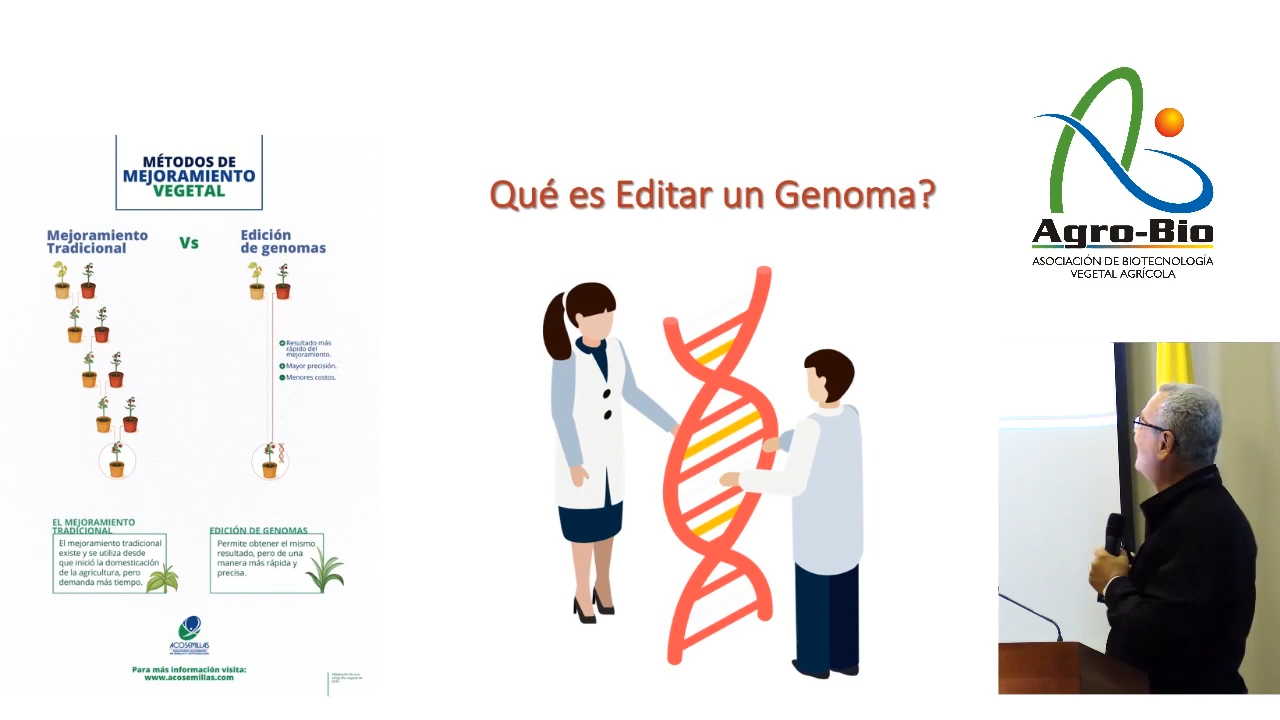 MÉTODOS DE
MEJORAMIENTO
VEGETAL
Mejoramiento
Tradicional
Vs
Edición
de genomas
Resultado más
rápido del
mejoramiento.
Mayor precisión.
Menores costos.
EL MEJORAMIENTO
TRADICIONAL
El mejoramiento tradicional
existe y se utiliza desde
que inició la domesticación
de la agricultura, pero
demanda más tiempo.
EDICIÓN DE GENOMAS
Permite obtener el mismo
resultado, pero de una
manera más rápida y
precisa.
ACOSEMILLAS
Para más información visita:
www.acosemillas.com
Qué es Editar un Genoma?
Agro-Bio
ASOCIACIÓN DE BIOTECNOLOGÍA
VEGETAL AGRÍCOLA